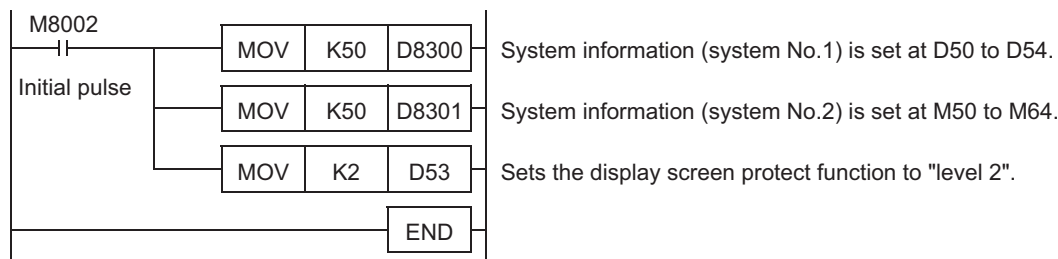 M8002
MOV K50 D8300 System information (system No.1) is set at D50 to D54.
Initial pulse
MOV K50 D8301 System information (system No.2) is set at M50 to M64.
MOV K2 D53 Sets the display screen protect function to "level 2".
END